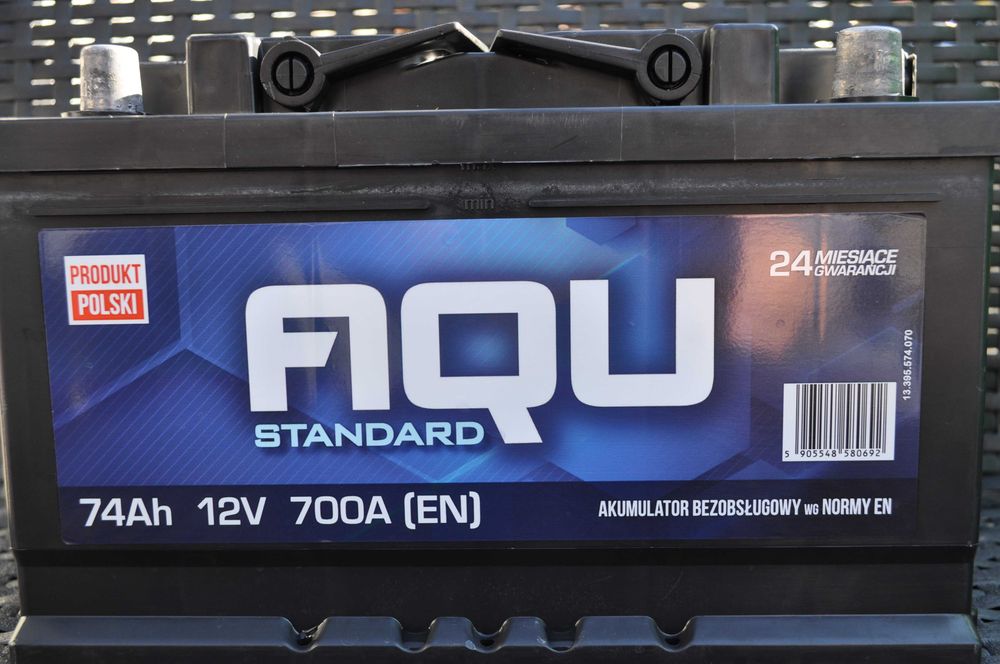 min
PRODUKT
POLSKI
24 MIESIĄCE
GWARANCJI
AQU
STANDARD
13.395.574.070
5 905548 580692
74Ah 12V 700A (EN)
AKUMULATOR BEZOBSŁUGOWY WG NORMY EN